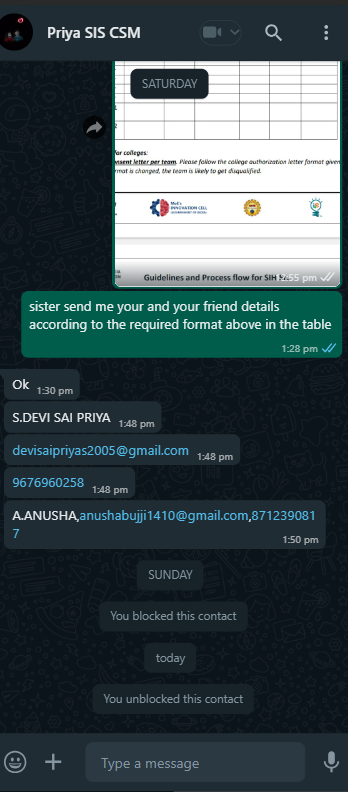 Priya SIS CSM
SATURDAY
for colleges:
nsent letter per team. Please follow the college authorization letter format given
rmat is changed, the team is likely to get disqualified.
MoE's
INNOVATION CELL
Guidelines and Process flow for SIH
:55 pm
sister send me your and your friend details
according to the required format above in the table
1:28 pm
Ok 1:30 pm
S.DEVI SAI PRIYA 1:48 pm
devisaipriyas2005@gmail.com 1:48 pm
9676960258 1:48 pm
A.ANUSHA,anushabujji1410@gmail.com,871239081
7
1:50 pm
SUNDAY
You blocked this contact
today
You unblocked this contact
Type a message